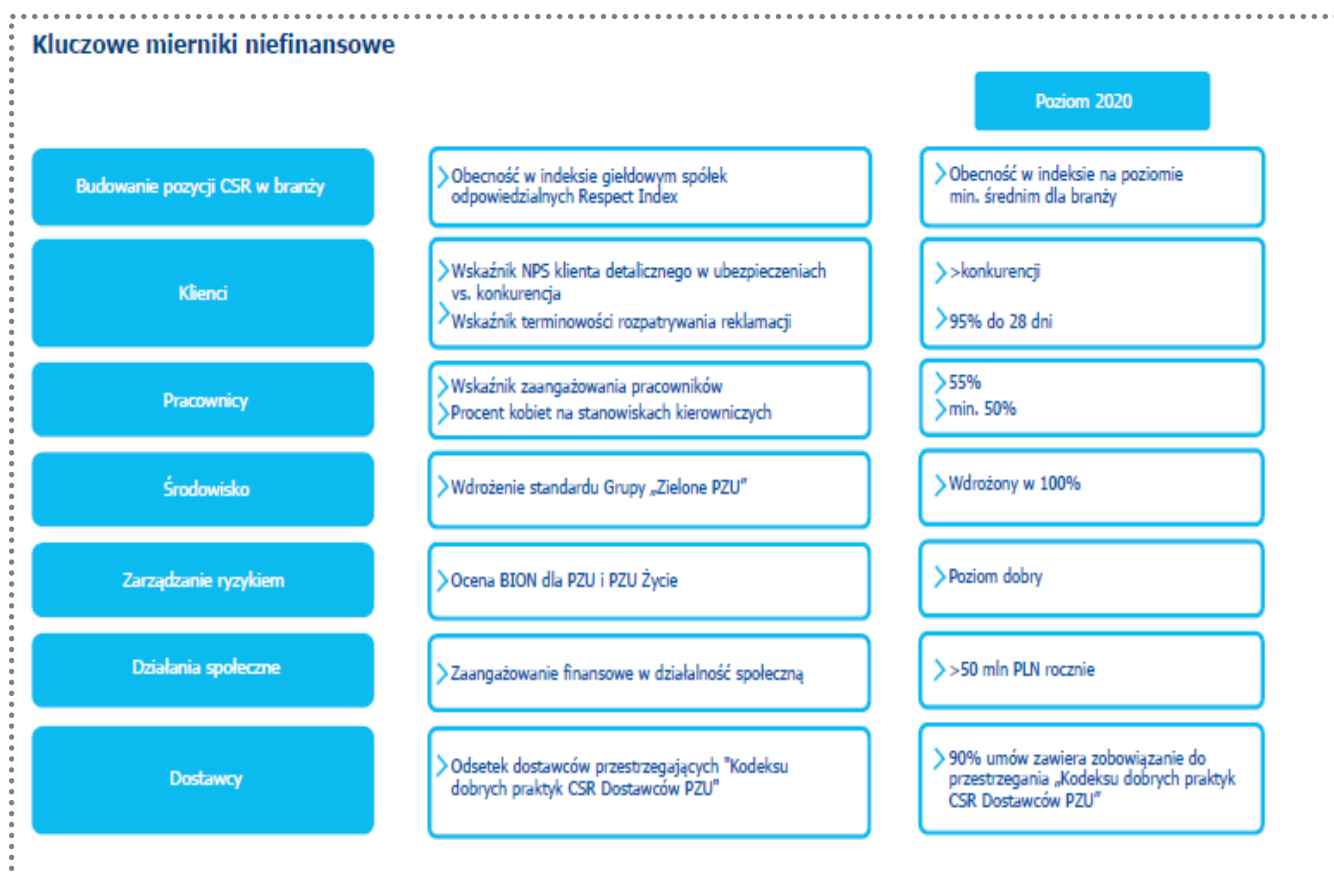 Kluczowe mierniki niefinansowe
Poziom 2020
Budowanie pozycji CSR w branży
Obecność w indeksie giełdowym spółek
odpowiedzialnych Respect Index
Obecność w indeksie na poziomie
min. średnim dla branży
Klienci
Wskaźnik NPS klienta detalicznego w ubezpieczeniach
vs. konkurencja
Wskaźnik terminowości rozpatrywania reklamacji
>konkurencji
95% do 28 dni
Pracownicy
Wskaźnik zaangażowania pracowników
Procent kobiet na stanowiskach kierowniczych
55%
min. 50%
Środowisko
Wdrożenie standardu Grupy „Zielone PZU”
Wdrożony w 100%
Zarządzanie ryzykiem
Ocena BION dla PZU i PZU Życie
Poziom dobry
Działania społeczne
Zaangażowanie finansowe w działalność społeczną
>50 mln PLN rocznie
Dostawcy
Odsetek dostawców przestrzegających "Kodeksu
dobrych praktyk CSR Dostawców PZU"
90% umów zawiera zobowiązanie do
przestrzegania „Kodeksu dobrych praktyk
CSR Dostawców PZU”